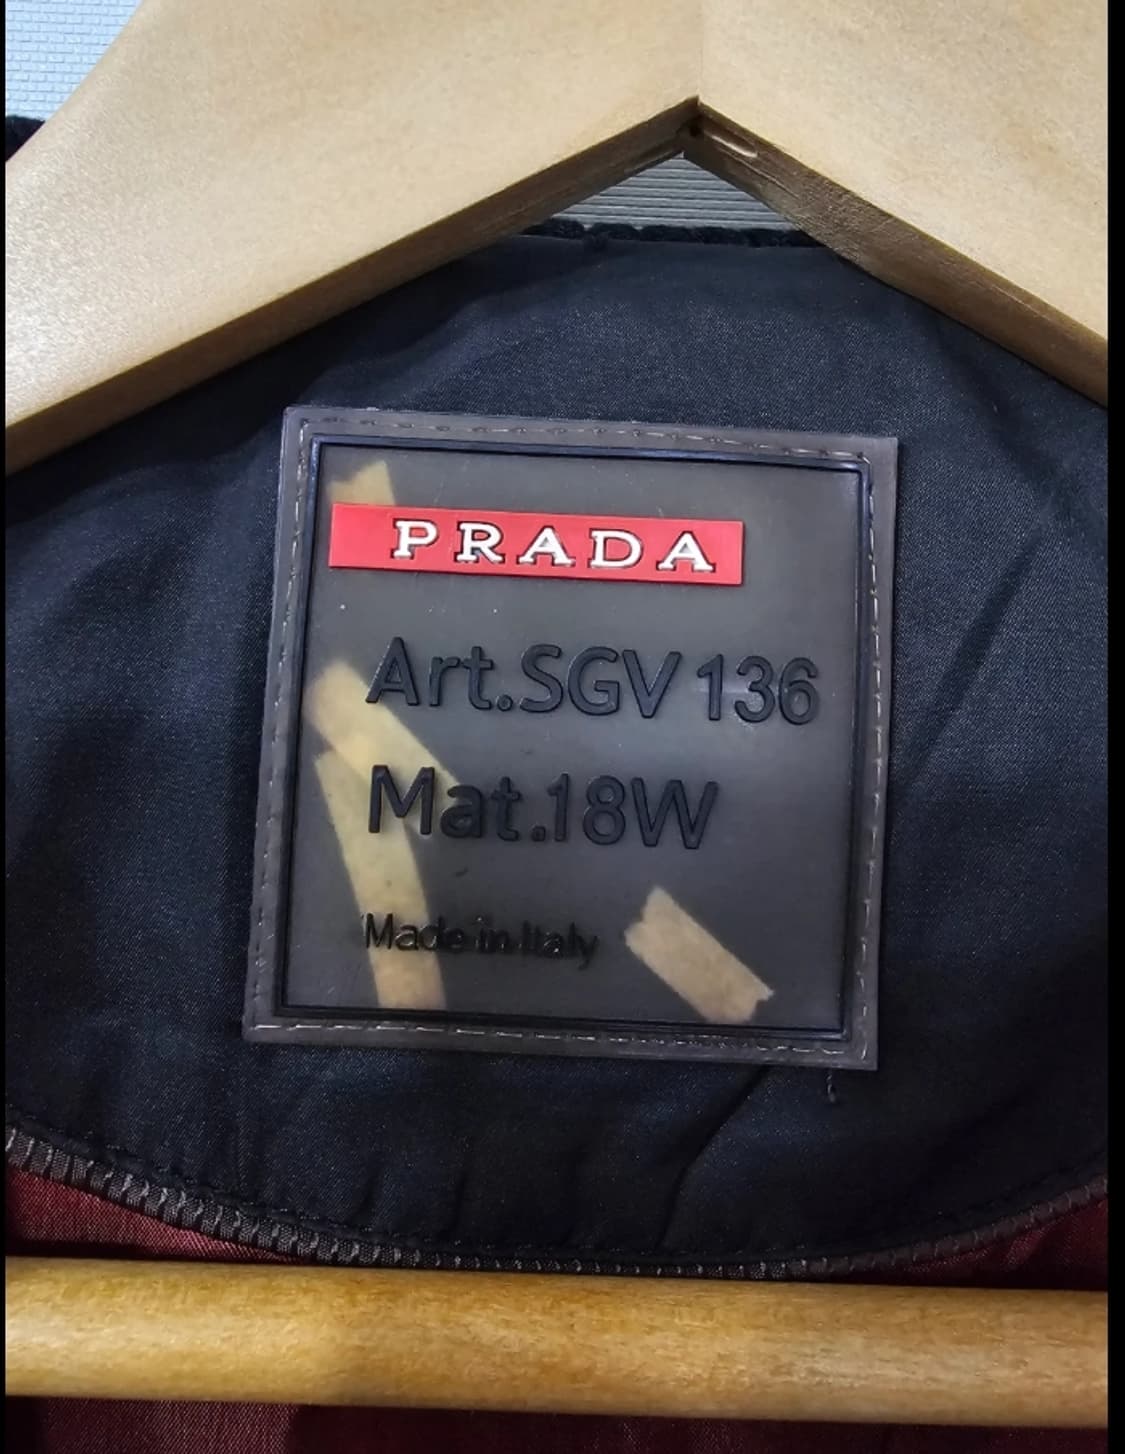 PRADA
Art.SGV 136
Mat.18W
Made in Italy